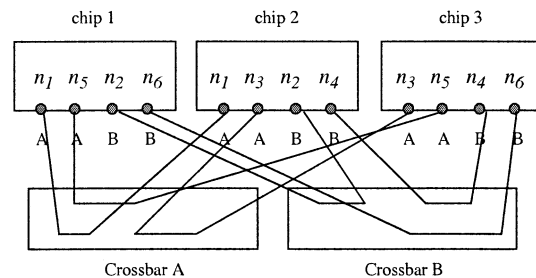 chip 1 chip 2 chip 3
n1 n5 n2 n6 n1 n3 n2 n4 n3 n5 n4 n6
A A B B A A B B A A B B
Crossbar A Crossbar B